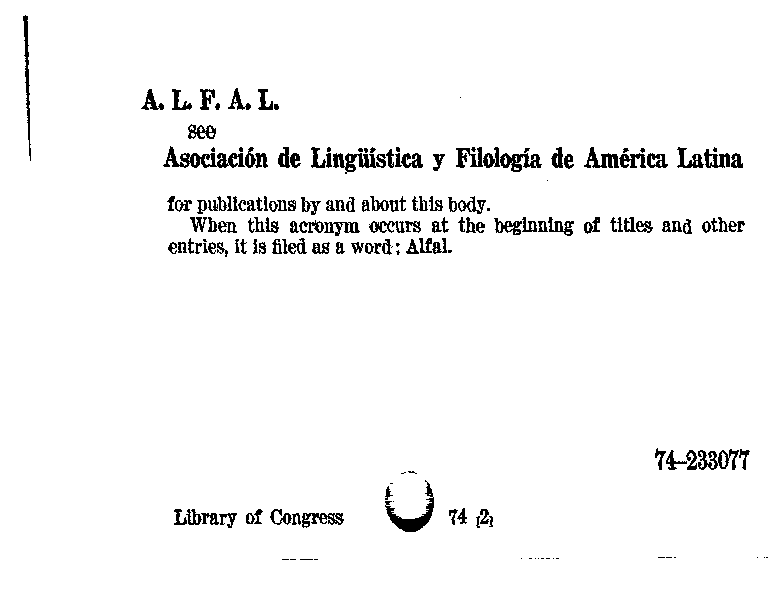 A. L. F. A. L.
see
Asociación de Lingüística y Filología de América Latina
for publications by and about this body.
When this acronym occurs at the beginning of titles and other
entries, it is filed as a word: Alfal.
74–233077
Library of Congress 74 [2]